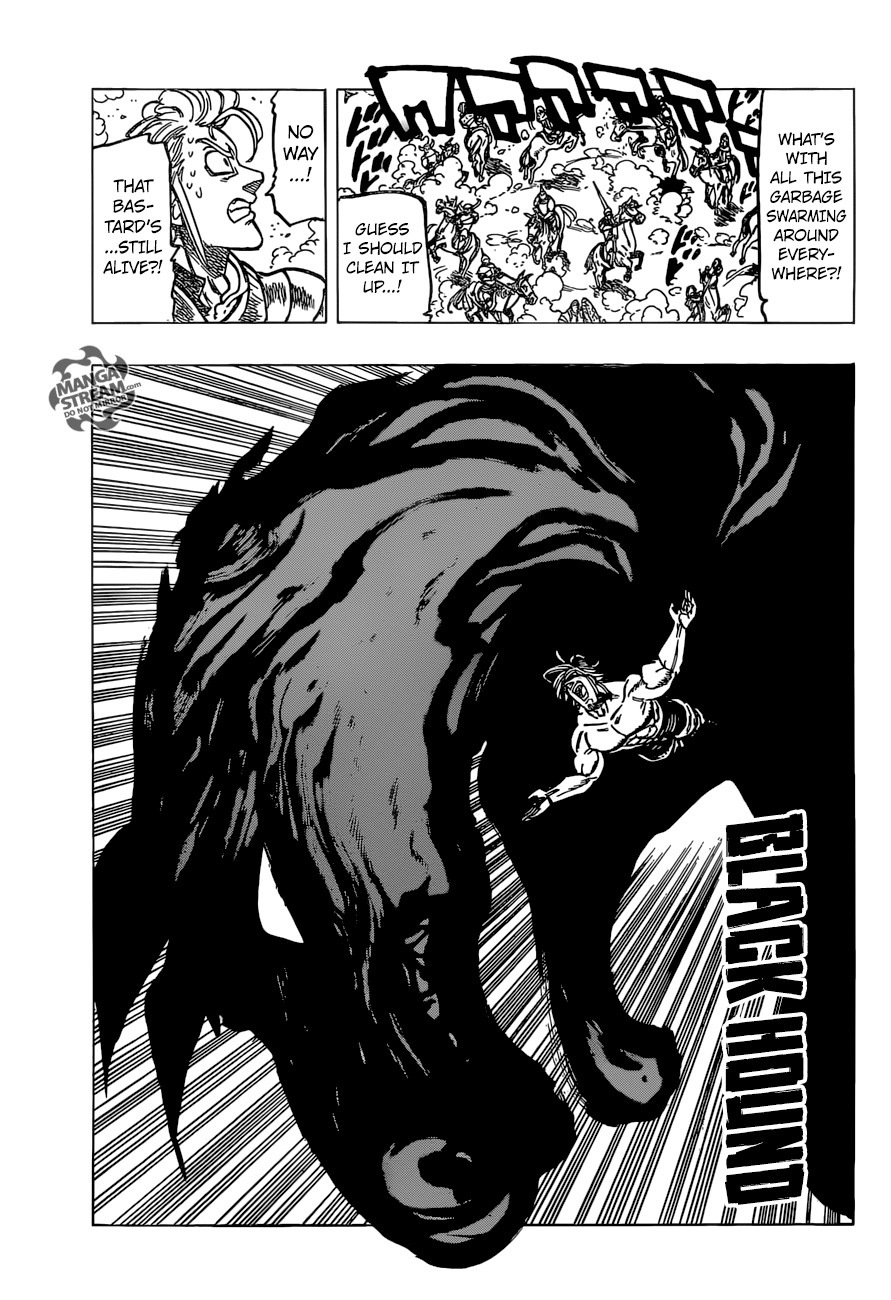 WHAT'S
WITH
ALL THIS
GARBAGE
SWARMING
AROUND
EVERY-
WHERE?!
GUESS
I SHOULD
CLEAN IT
UP...!
NO
WAY
...!
THAT
BAS-
TARD'S
...STILL
ALIVE?!
MANGA
STREAM.com
DO NOT MIRROR
BLACK HOUND